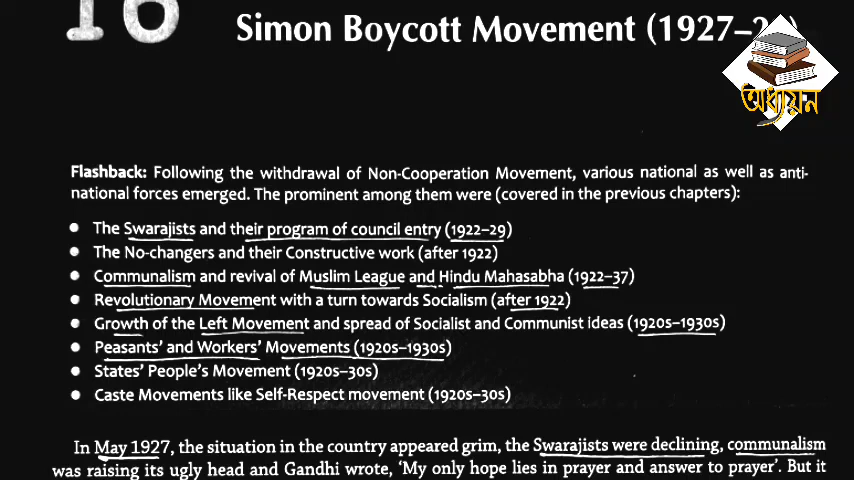 16
Simon Boycott Movement (1927–2
অধ্যয়ন
Flashback: Following the withdrawal of Non-Cooperation Movement, various national as well as anti-
national forces emerged. The prominent among them were (covered in the previous chapters):
● The Swarajists and their program of council entry (1922–29)
● The No-changers and their Constructive work (after 1922)
● Communalism and revival of Muslim League and Hindu Mahasabha (1922–37)
● Revolutionary Movement with a turn towards Socialism (after 1922)
● Growth of the Left Movement and spread of Socialist and Communist ideas (1920s–1930s)
● Peasants' and Workers' Movements (1920s–1930s)
● States' People's Movement (1920s–30s)
● Caste Movements like Self-Respect movement (1920s–30s)
In May 1927, the situation in the country appeared grim, the Swarajists were declining, communalism
was raising its ugly head and Gandhi wrote, 'My only hope lies in prayer and answer to prayer'. But it